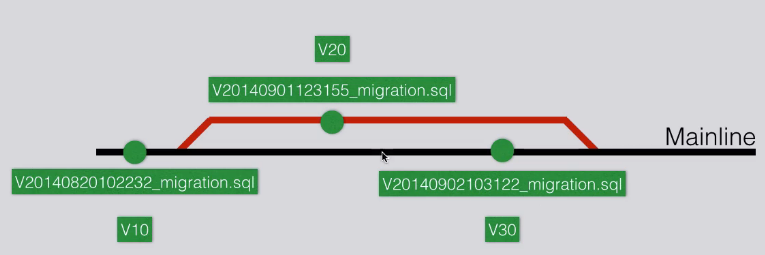 V20
V20140901123155_migration.sql
Mainline
V20140820102232_migration.sql
V20140902103122_migration.sql
V10
V30